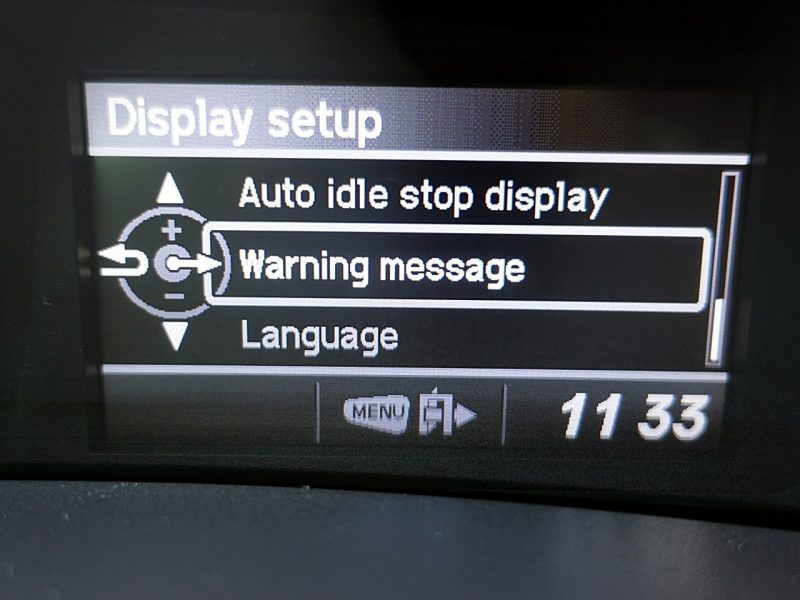 Display setup
Auto idle stop display
Warning message
Language
MENU
11 33